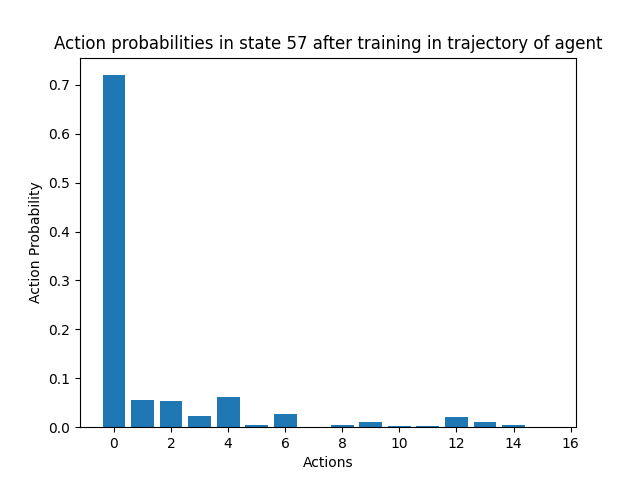 Action probabilities in state 57 after training in trajectory of agent
0.7
0.6
0.5
0.4
0.3
0.2
0.1
0.0
Action Probability
0 2 4 6 8 10 12 14 16
Actions